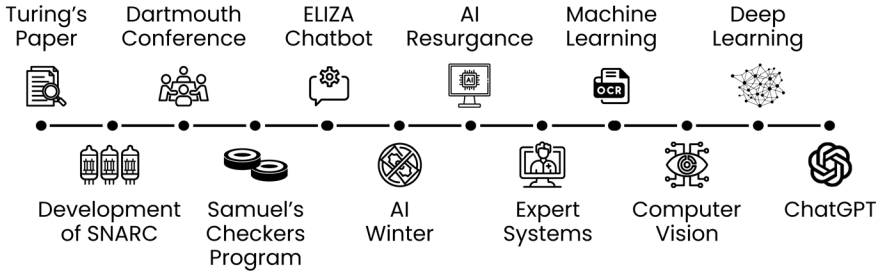 Turing's
Paper
Dartmouth
Conference
ELIZA
Chatbot
AI
Resurgance
Machine
Learning
Deep
Learning
AI
OCR
Development
of SNARC
Samuel's
Checkers
Program
AI
Winter
Expert
Systems
Computer
Vision
ChatGPT